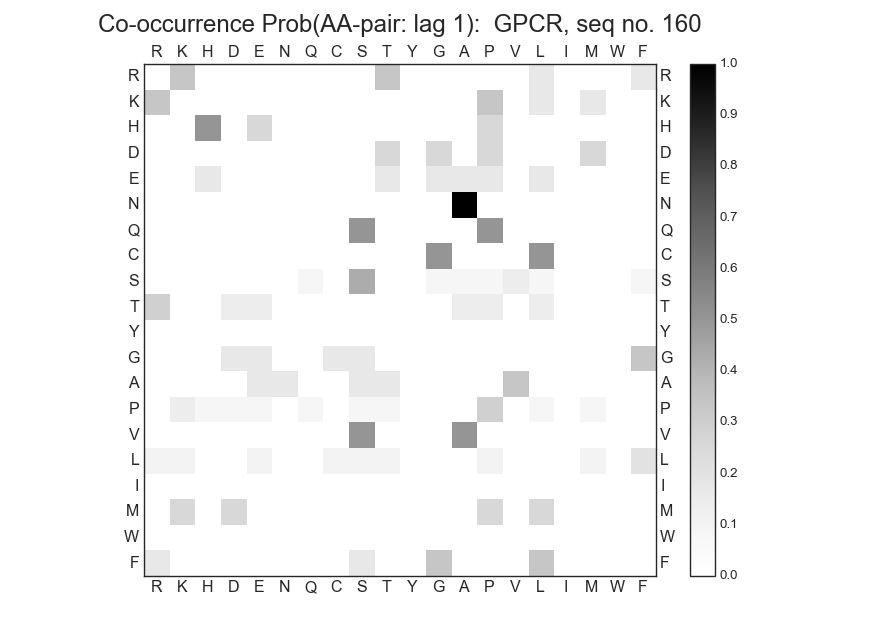 Co-occurrence Prob(AA-pair: lag 1):  GPCR, seq no. 160
R K H D E N Q C S T Y G A P V L I M W F
R R 1.0
K K 0.9
H H
D D 0.8
E E
N N 0.7
Q Q
C C 0.6
S S
T T 0.5
Y Y
G G 0.4
A A
P P 0.3
V V
L L 0.2
I I
M M 0.1
W W
F F 0.0
R K H D E N Q C S T Y G A P V L I M W F